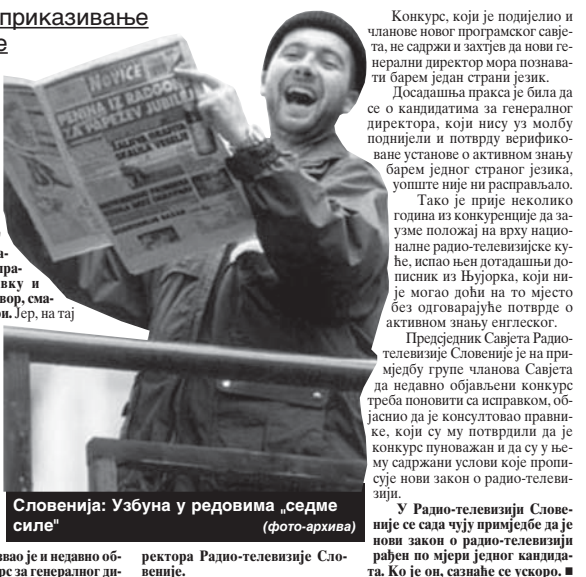 приказивање
е
NOVICE
PENINA IZ RADGON
ZA PAPEŽEV JUBILEJ
а-
ра-
вку и
вор, сма-
и. Јер, на тај
Словенија: Узбуна у редовима „седме
силе"
(фото-архива)
звао је и недавно об-
рс за генералног ди-
ректора Радио-телевизије Сло-
веније.
Конкурс, који је подијелио и
чланове новог програмског савје-
та, не садржи и захтјев да нови ге-
нерални директор мора познава-
ти барем један страни језик.
Досадашња пракса је била да
се о кандидатима за генералног
директора, који нису уз молбу
поднијели и потврду верифико-
ване установе о активном знању
барем једног страног језика,
уопште није ни расправљало.
Тако је прије неколико
година из конкуренције да за-
узме положај на врху нацио-
налне радио-телевизијске ку-
ће, испао њен дотадашњи до-
писник из Њујорка, који ни-
је могао доћи на то мјесто
без одговарајуће потврде о
активном знању енглеског.
Предсједник Савјета Радио-
телевизије Словеније је на при-
мједбу групе чланова Савјета
да недавно објављени конкурс
треба поновити са исправком, об-
јаснио да је консултовао правни-
ке, који су му потврдили да је
конкурс пуноважан и да су у ње-
му садржани услови које пропи-
сује нови закон о радио-телеви-
зији.
У Радио-телевизији Слове-
није се сада чују примједбе да је
нови закон о радио-телевизији
рађен по мјери једног кандида-
та. Ко је он, сазнаће се ускоро. ■